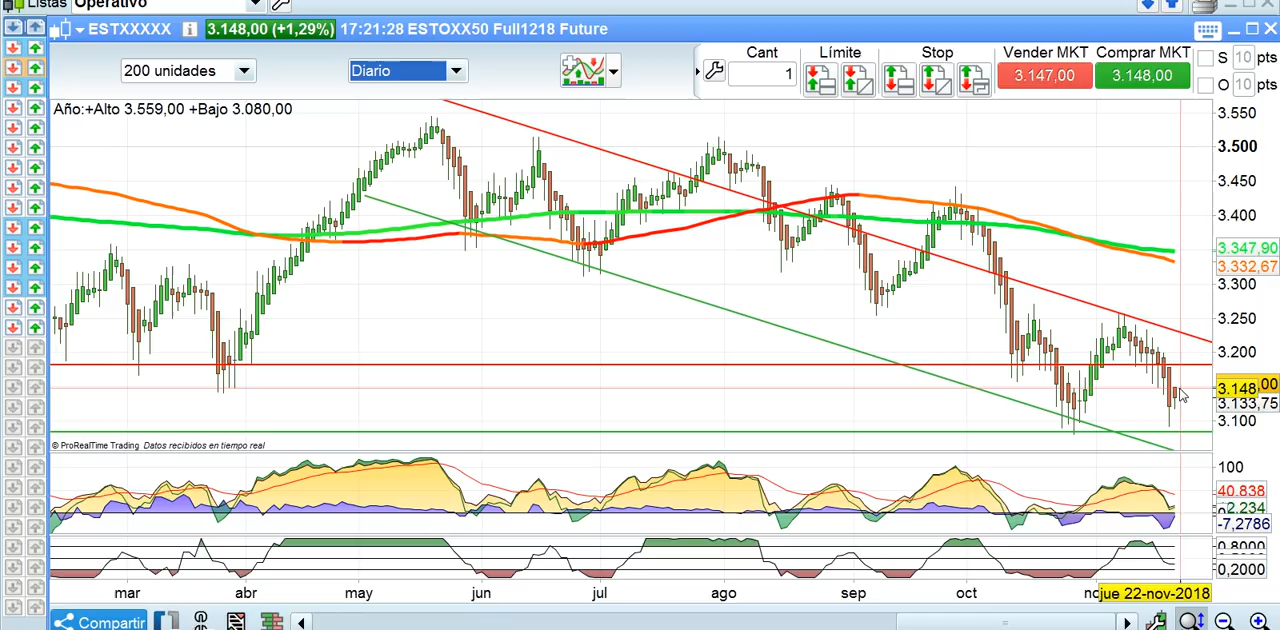 Listas Operativo
ESTXXXXX i 3.148,00 (+1,29%) 17:21:28 ESTOXX50 Full1218 Future
200 unidades
Diario
Cant
1
Límite
Stop
Vender MKT
3.147,00
Comprar MKT
3.148,00
S 10 pts
O 10 pts
Año:+Alto 3.559,00 +Bajo 3.080,00
3.550
3.500
3.450
3.400
3.347,90
3.332,67
3.300
3.250
3.200
3.148,00
3.133,75
3.100
© ProRealTime Trading Datos recibidos en tiempo real
100
40.838
2.234
-7,2786
0,8000
0,2000
mar abr may jun jul ago sep oct jue 22-nov-2018
Compartir